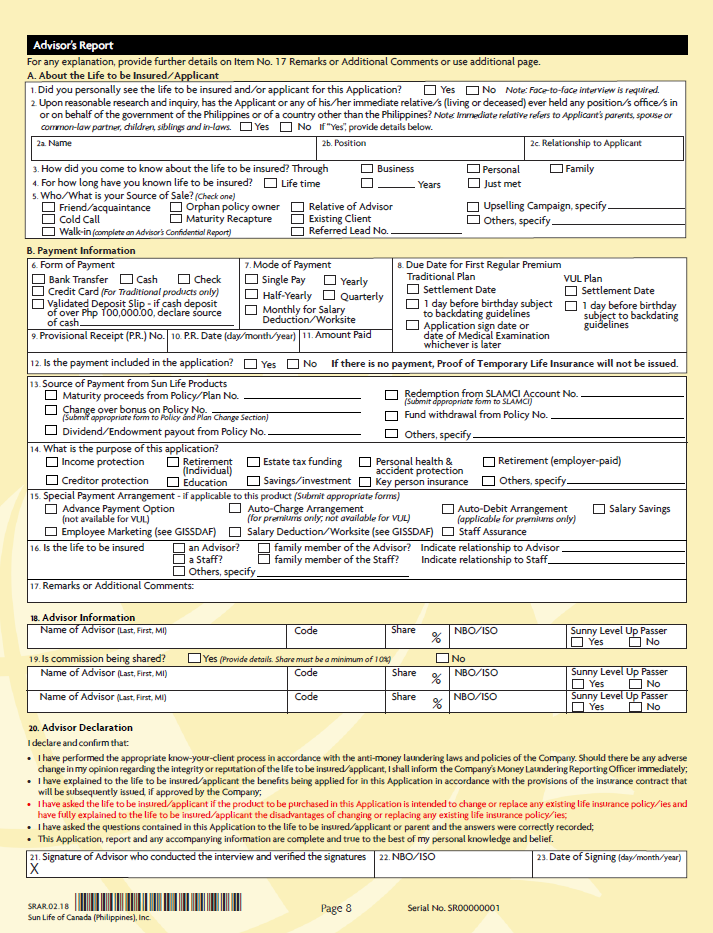 Advisor's Report
For any explanation, provide further details on Item No. 17 Remarks or Additional Comments or use additional page.
A. About the Life to be Insured/Applicant
1. Did you personally see the life to be insured and/or applicant for this Application? Yes No Note: Face-to-face interview is required.
2. Upon reasonable research and inquiry, has the Applicant or any of his/her immediate relative/s (living or deceased) ever held any position/s office/s in
or on behalf of the government of the Philippines or of a country other than the Philippines? Note: Immediate relative refers to Applicant's parents, spouse or
common-law partner, children, siblings and in-laws. Yes No If "Yes", provide details below.
2a. Name 2b. Position 2c. Relationship to Applicant
3. How did you come to know about the life to be insured? Through Business Personal Family
4. For how long have you known life to be insured? Life time ______ Years Just met
5. Who/What is your Source of Sale? (Check one)
Friend/acquaintance Orphan policy owner Relative of Advisor Upselling Campaign, specify
Cold Call Maturity Recapture Existing Client Others, specify
Walk-in (complete an Advisor's Confidential Report) Referred Lead No.
B. Payment Information
6. Form of Payment
Bank Transfer Cash Check
Credit Card (For Traditional products only)
Validated Deposit Slip - if cash deposit
of over Php 100,000.00, declare source
of cash
7. Mode of Payment
Single Pay Yearly
Half-Yearly Quarterly
Monthly for Salary
Deduction/Worksite
8. Due Date for First Regular Premium
Traditional Plan
Settlement Date
1 day before birthday subject
to backdating guidelines
Application sign date or
date of Medical Examination
whichever is later
VUL Plan
Settlement Date
1 day before birthday
subject to backdating
guidelines
9. Provisional Receipt (P.R.) No. 10. P.R. Date (day/month/year) 11. Amount Paid
12. Is the payment included in the application? Yes No If there is no payment, Proof of Temporary Life Insurance will not be issued.
13. Source of Payment from Sun Life Products
Maturity proceeds from Policy/Plan No. Redemption from SLAMCI Account No.
(Submit appropriate form to SLAMCI)
Change over bonus on Policy No. Fund withdrawal from Policy No.
(Submit appropriate form to Policy and Plan Change Section)
Dividend/Endowment payout from Policy No. Others, specify
14. What is the purpose of this application?
Income protection Retirement (Individual) Estate tax funding Personal health & accident protection Retirement (employer-paid)
Creditor protection Education Savings/investment Key person insurance Others, specify
15. Special Payment Arrangement - if applicable to this product (Submit appropriate forms)
Advance Payment Option Auto-Charge Arrangement Auto-Debit Arrangement Salary Savings
(not available for VUL) (for premiums only; not available for VUL) (applicable for premiums only)
Employee Marketing (see GISSDAF) Salary Deduction/Worksite (see GISSDAF) Staff Assurance
16. Is the life to be insured an Advisor? family member of the Advisor? Indicate relationship to Advisor
a Staff? family member of the Staff? Indicate relationship to Staff
Others, specify
17. Remarks or Additional Comments:
18. Advisor Information
Name of Advisor (Last, First, MI) Code Share % NBO/ISO Sunny Level Up Passer
Yes No
19. Is commission being shared? Yes (Provide details. Share must be a minimum of 10%) No
Name of Advisor (Last, First, MI) Code Share % NBO/ISO Sunny Level Up Passer
Yes No
Name of Advisor (Last, First, MI) Code Share % NBO/ISO Sunny Level Up Passer
Yes No
20. Advisor Declaration
I declare and confirm that:
• I have performed the appropriate know-your-client process in accordance with the anti-money laundering laws and policies of the Company. Should there be any adverse
change in my opinion regarding the integrity or reputation of the life to be insured/applicant, I shall inform the Company's Money Laundering Reporting Officer immediately;
• I have explained to the life to be insured/applicant the benefits being applied for in this Application in accordance with the provisions of the insurance contract that
will be subsequently issued, if approved by the Company;
• I have asked the life to be insured/applicant if the product to be purchased in this Application is intended to change or replace any existing life insurance policy/ies and
have fully explained to the life to be insured/applicant the disadvantages of changing or replacing any existing life insurance policy/ies;
• I have asked the questions contained in this Application to the life to be insured/applicant or parent and the answers were correctly recorded;
• This Application, report and any accompanying information are complete and true to the best of my personal knowledge and belief.
21. Signature of Advisor who conducted the interview and verified the signatures 22. NBO/ISO 23. Date of Signing (day/month/year)
X
SRAR.02.18
Sun Life of Canada (Philippines), Inc.
Page 8
Serial No. SR00000001